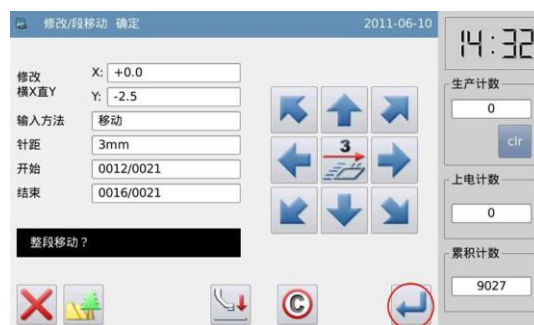 修改/段移动 确定 2011-06-10
14:32
修改
横X直Y
X: +0.0
Y: -2.5
输入方法 移动
针距 3mm
开始 0012/0021
结束 0016/0021
整段移动？
3
C
生产计数
0
clr
上电计数
0
累积计数
9027